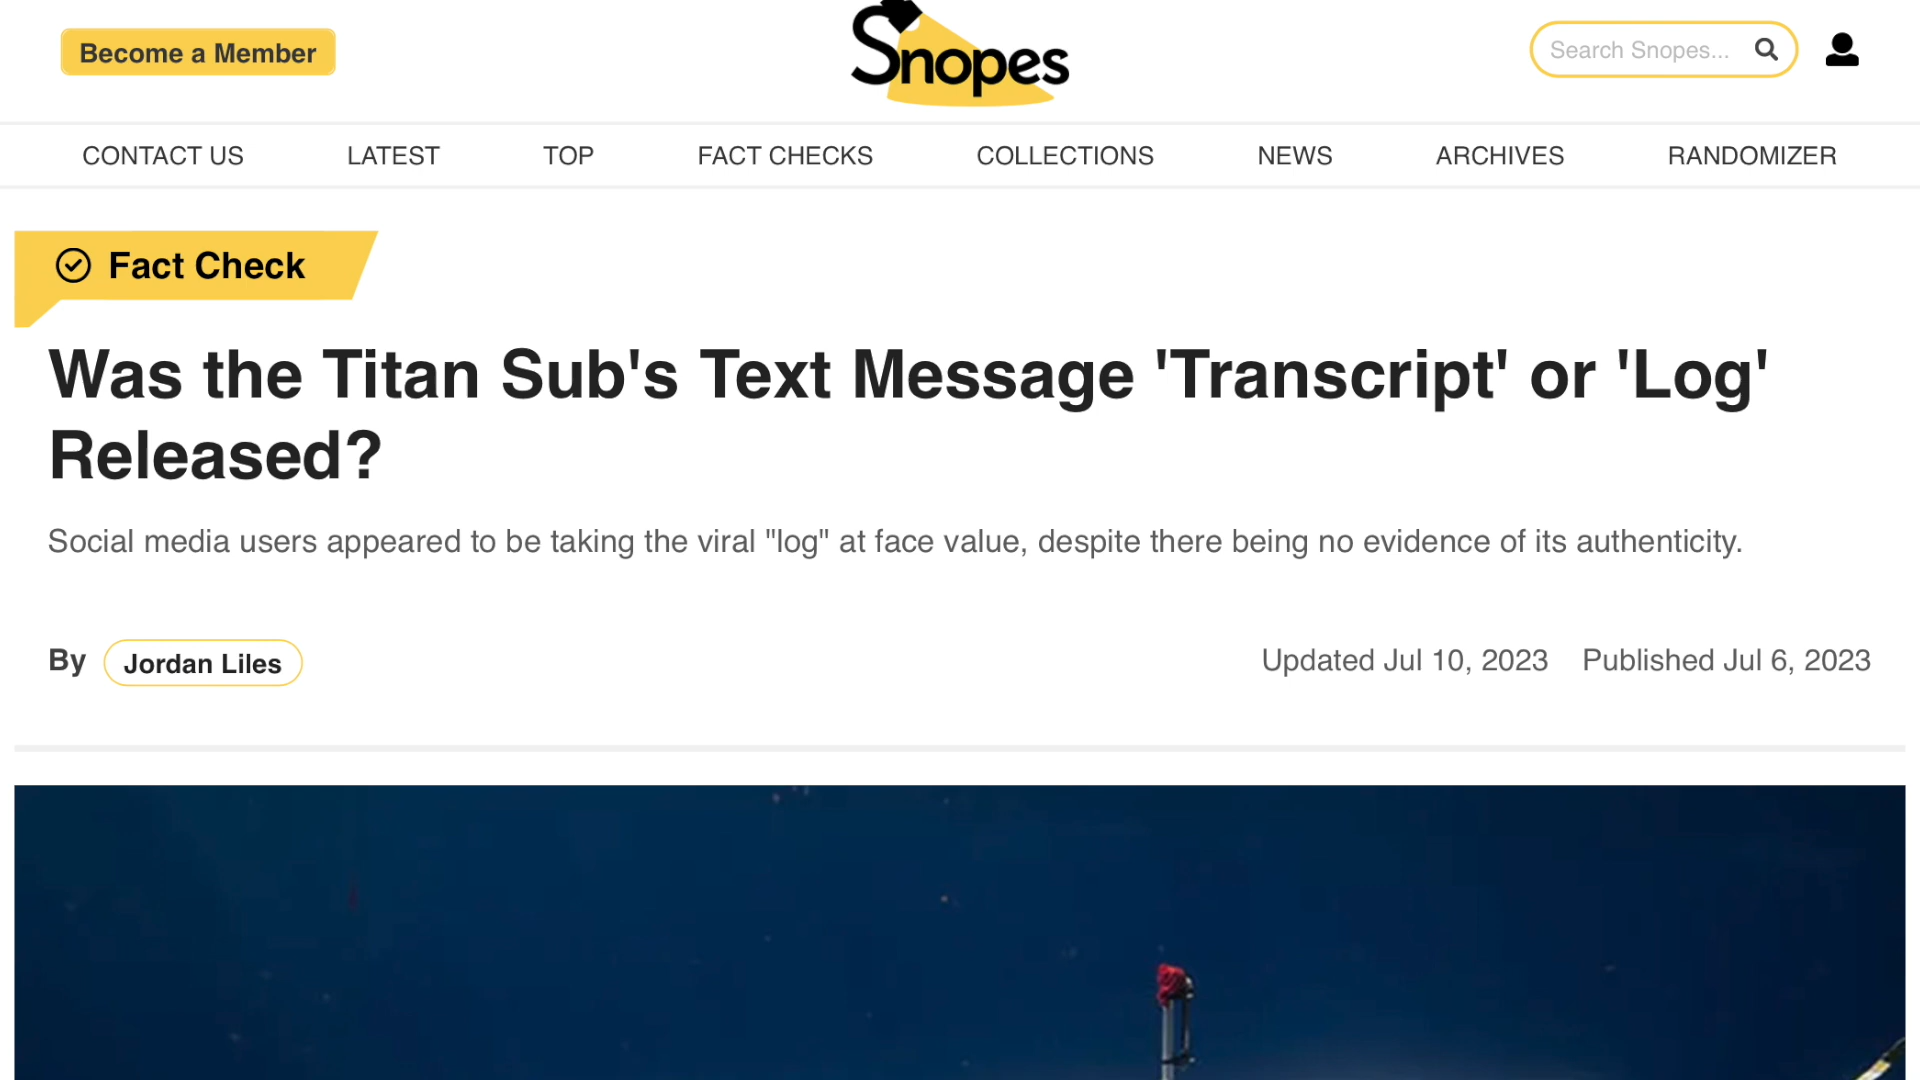 Become a Member
Snopes
Search Snopes...
CONTACT US
LATEST
TOP
FACT CHECKS
COLLECTIONS
NEWS
ARCHIVES
RANDOMIZER
Fact Check
Was the Titan Sub's Text Message 'Transcript' or 'Log'
Released?
Social media users appeared to be taking the viral "log" at face value, despite there being no evidence of its authenticity.
By Jordan Liles
Updated Jul 10, 2023 Published Jul 6, 2023